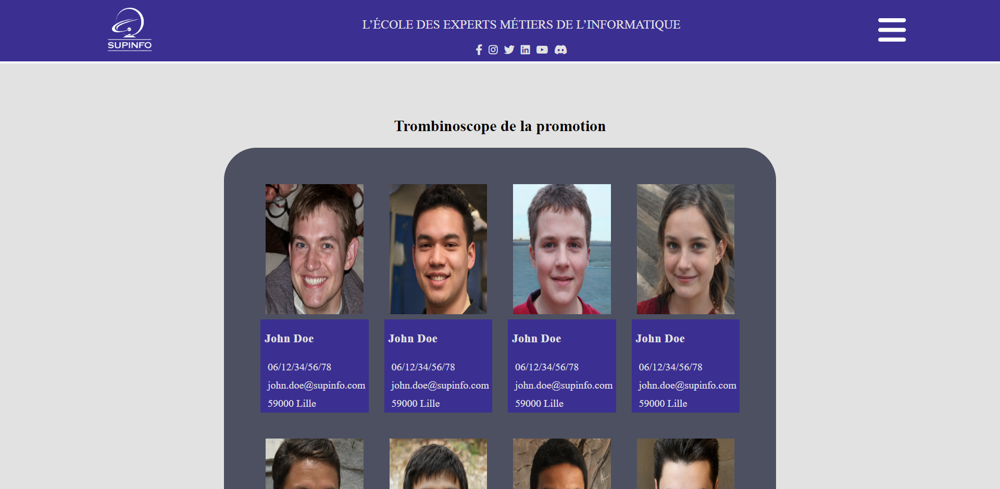 SUPINFO
L’ÉCOLE DES EXPERTS MÉTIERS DE L’INFORMATIQUE
Trombinoscope de la promotion
John Doe
06/12/34/56/78
john.doe@supinfo.com
59000 Lille
John Doe
06/12/34/56/78
john.doe@supinfo.com
59000 Lille
John Doe
06/12/34/56/78
john.doe@supinfo.com
59000 Lille
John Doe
06/12/34/56/78
john.doe@supinfo.com
59000 Lille